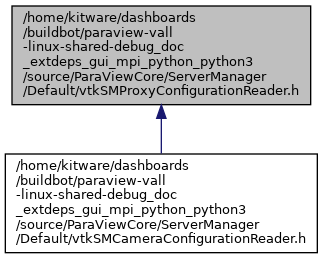 /home/kitware/dashboards
/buildbot/paraview-vall
-linux-shared-debug_doc
_extdeps_gui_mpi_python_python3
/source/ParaViewCore/ServerManager
/Default/vtkSMProxyConfigurationReader.h
/home/kitware/dashboards
/buildbot/paraview-vall
-linux-shared-debug_doc
_extdeps_gui_mpi_python_python3
/source/ParaViewCore/ServerManager
/Default/vtkSMCameraConfigurationReader.h